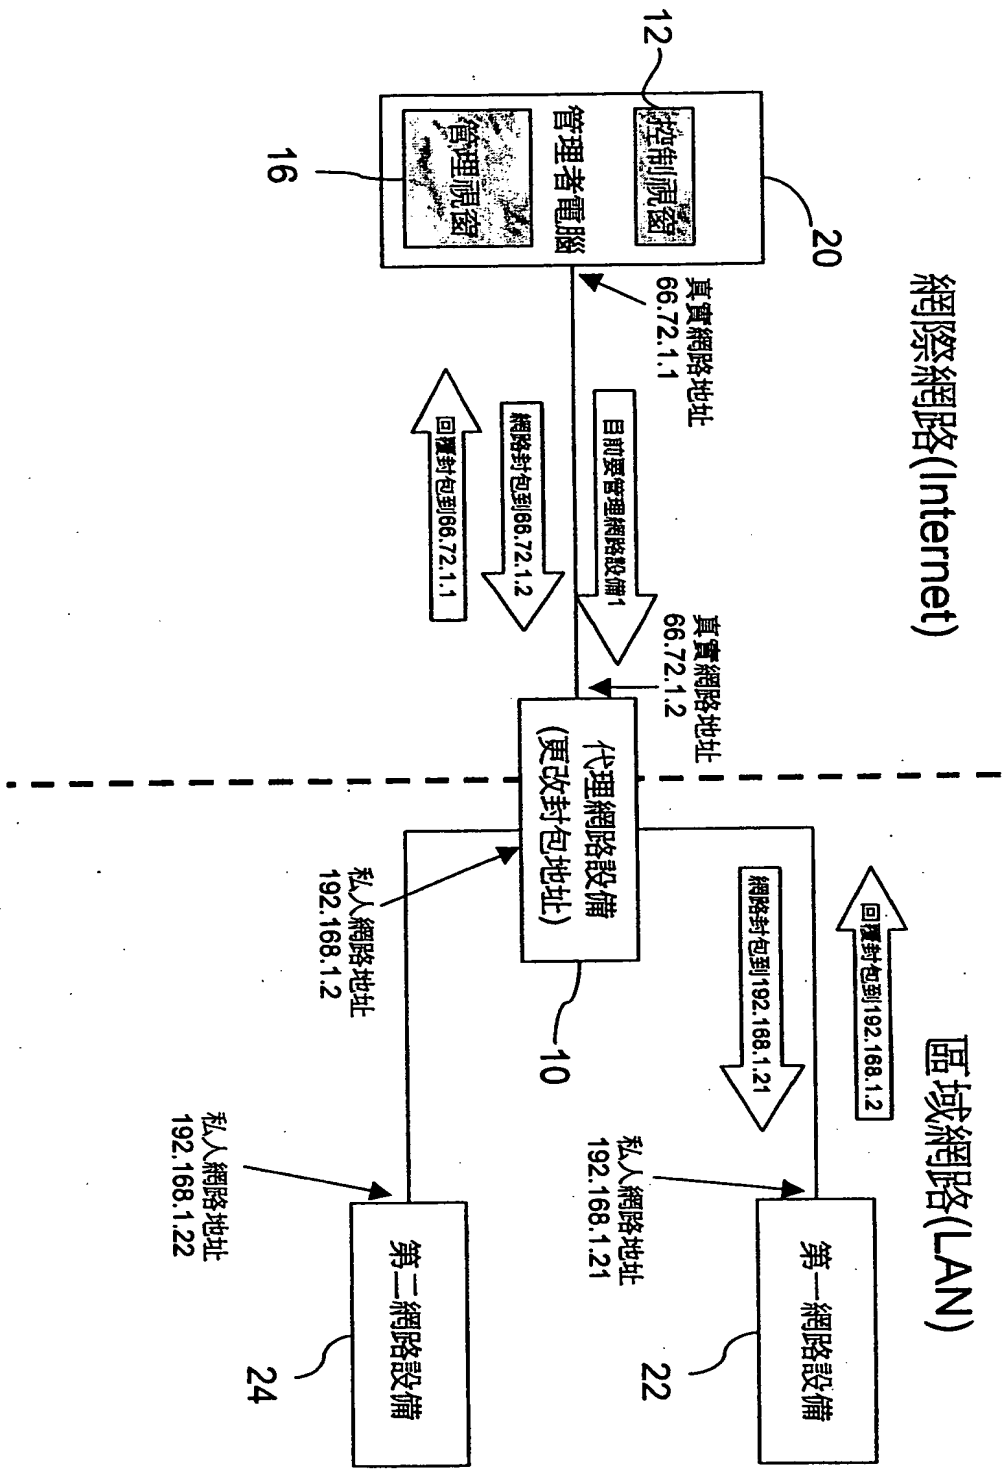 網際網路(Internet)
區域網路(LAN)
12
控制視窗
管理者電腦
管理視窗
16
20
真實網路地址
66.72.1.1
目前要管理網路設備1
網路封包到66.72.1.2
回覆封包到66.72.1.1
真實網路地址
66.72.1.2
代理網路設備
(更改封包地址)
10
私人網路地址
192.168.1.2
回覆封包到192.168.1.2
網路封包到192.168.1.21
私人網路地址
192.168.1.21
第一網路設備
22
私人網路地址
192.168.1.22
第二網路設備
24